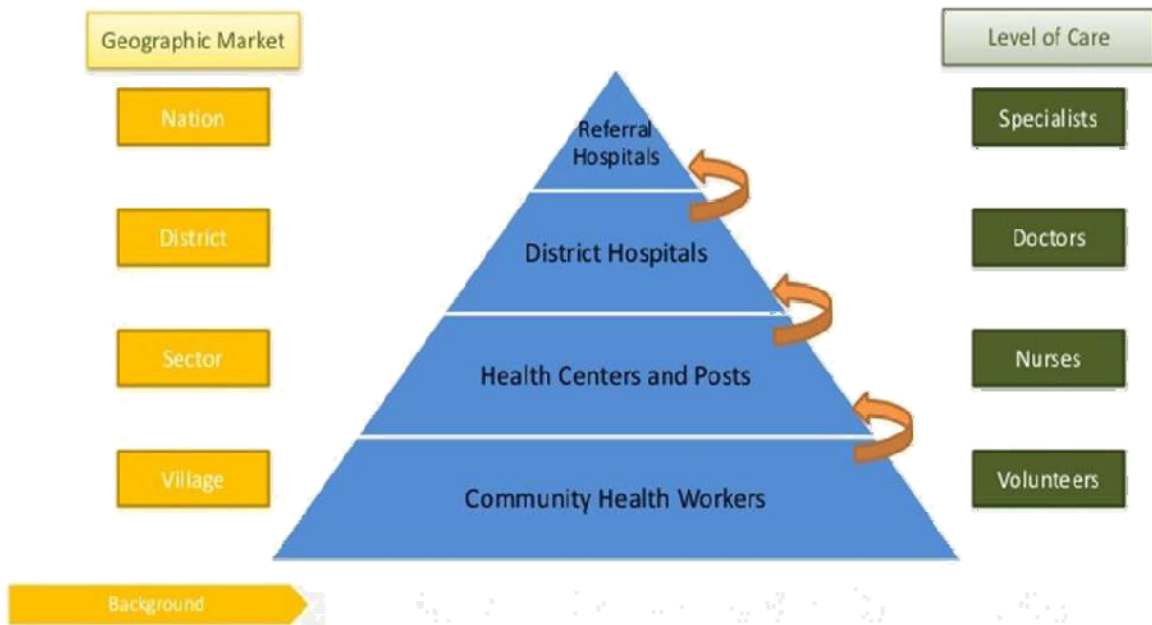 Geographic Market
Level of Care
Nation
Referral
Hospitals
Specialists
District
District Hospitals
Doctors
Sector
Health Centers and Posts
Nurses
Village
Community Health Workers
Volunteers
Background